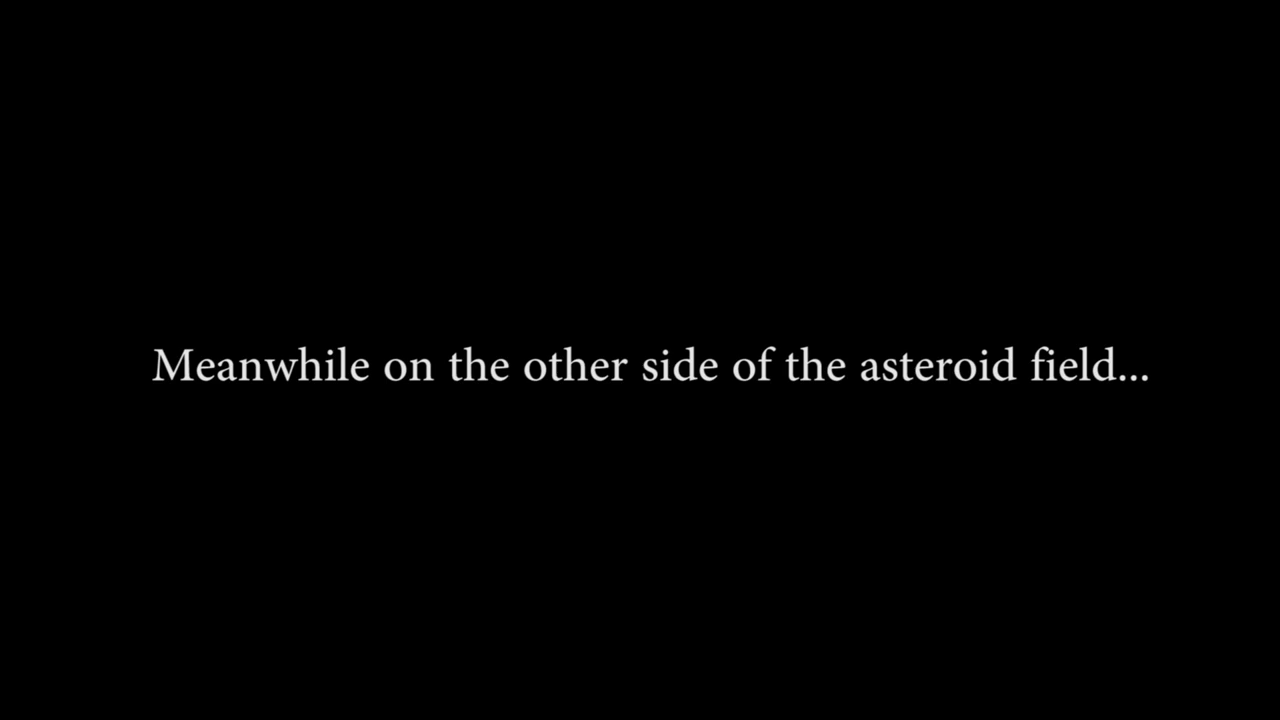 Meanwhile on the other side of the asteroid field...